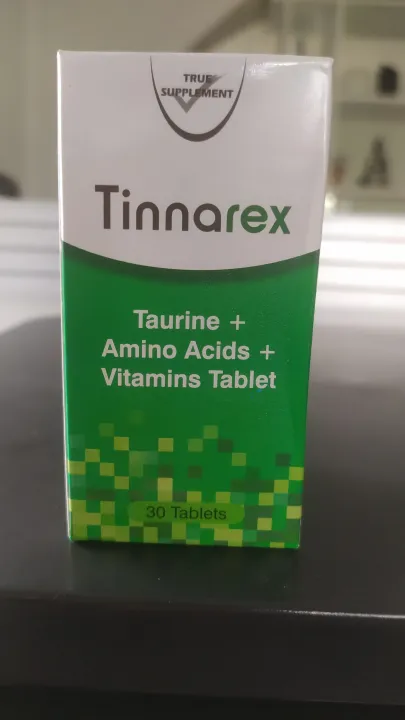 TRUE
SUPPLEMENT
Tinnarex
Taurine +
Amino Acids +
Vitamins Tablet
30 Tablets